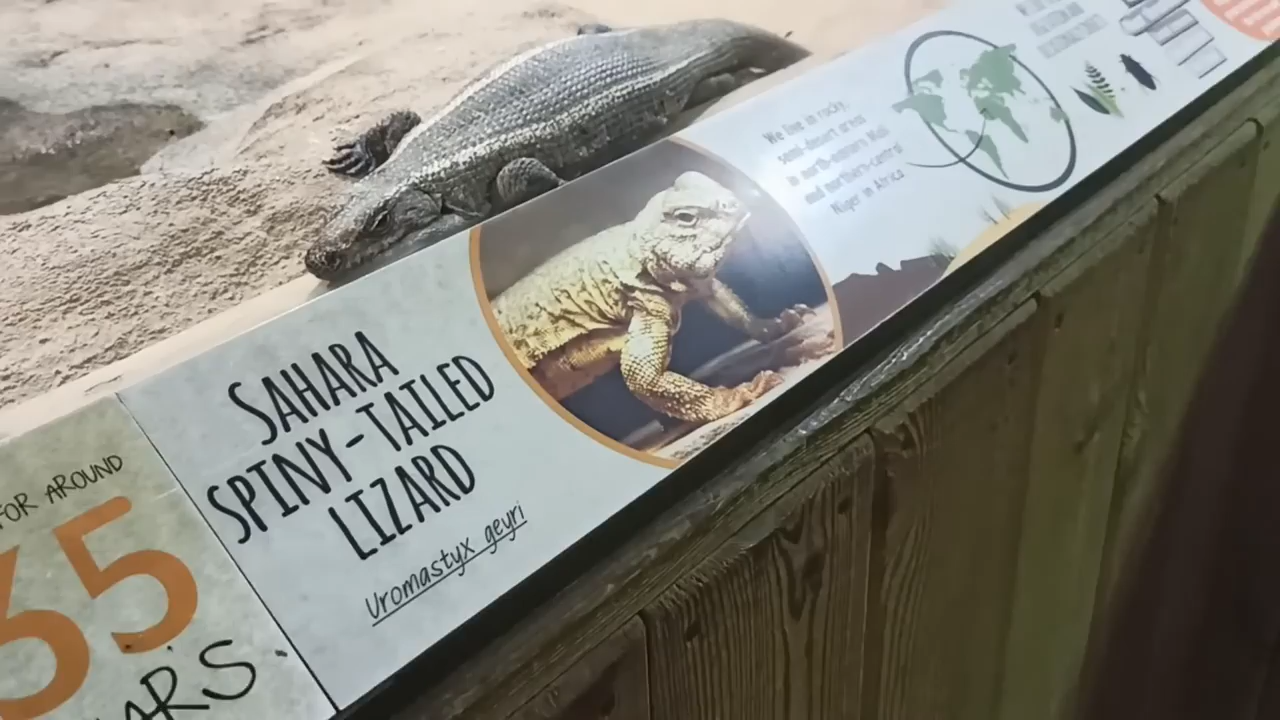 FOR AROUND
35
ARS
SAHARA
SPINY-TAILED
LIZARD
Uromastyx geyri
We live in rocky,
semi-desert areas
in north-eastern Mali
and northern-central
Niger in Africa